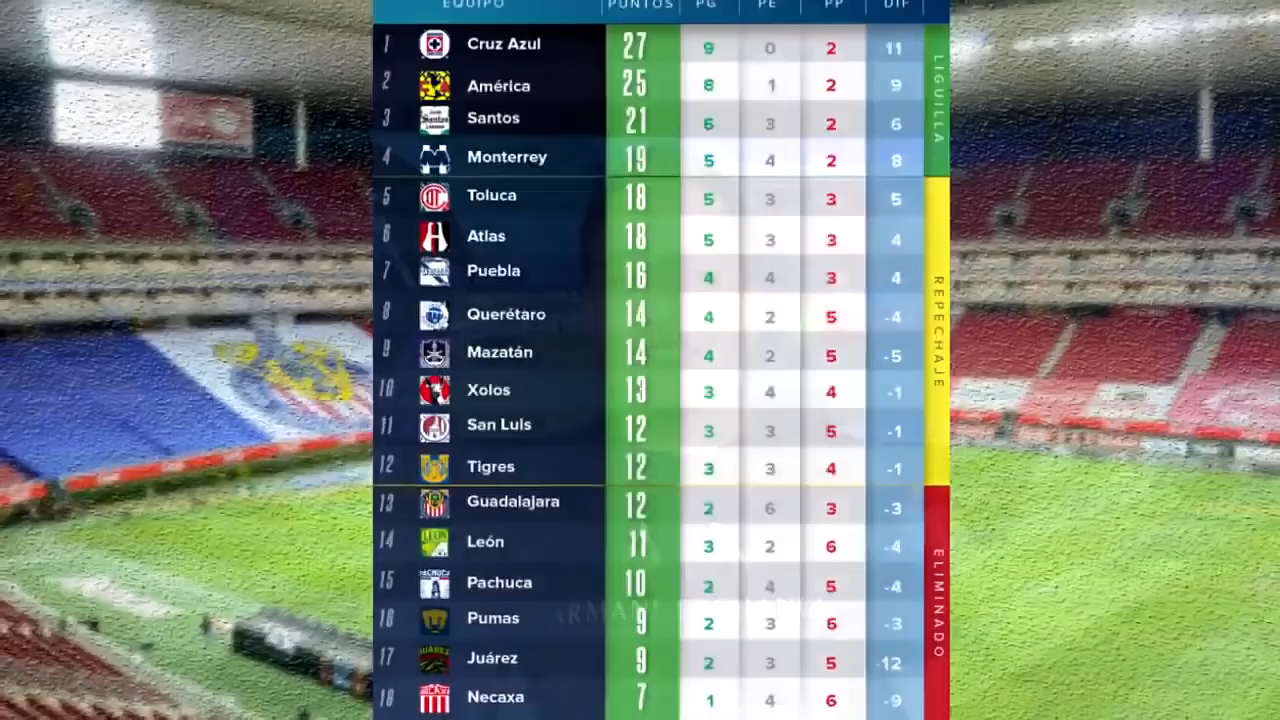 EQUIPO PUNTOS PG PE PP DIF
1 Cruz Azul 27 9 0 2 11
2 América 25 8 1 2 9
3 Santos 21 5 3 2 6
4 Monterrey 19 5 4 2 8
LIGUILLA
5 Toluca 18 5 3 3 5
6 Atlas 18 5 3 3 4
7 Puebla 16 4 4 3 4
8 Querétaro 14 4 2 5 -4
9 Mazatán 14 4 2 5 -5
10 Xolos 13 3 4 4 -1
11 San Luis 12 3 3 5 -1
12 Tigres 12 3 3 4 -1
REPECHAJE
13 Guadalajara 12 2 6 3 -3
14 León 11 3 2 6 -4
15 Pachuca 10 2 4 5 -4
16 Pumas 9 2 3 6 -3
17 Juárez 9 2 3 5 -12
18 Necaxa 7 1 4 6 -9
ELIMINADO